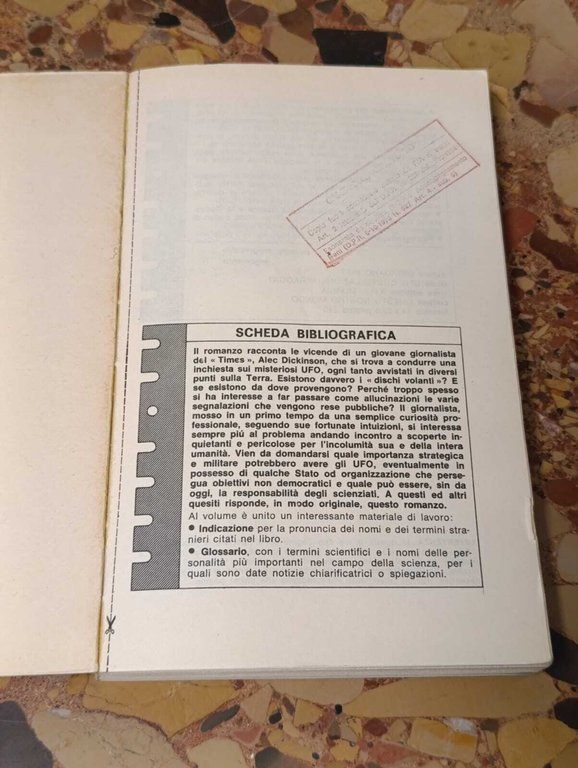 SCHEDA BIBLIOGRAFICA
Il romanzo racconta le vicende di un giovane giornalista
del « Times », Alec Dickinson, che si trova a condurre una
inchiesta sui misteriosi UFO, ogni tanto avvistati in diversi
punti sulla Terra. Esistono davvero i « dischi volanti »? E
se esistono da dove provengono? Perché troppo spesso
si ha interesse a far passare come allucinazioni le varie
segnalazioni che vengono rese pubbliche? Il giornalista,
mosso in un primo tempo da una semplice curiosità pro-
fessionale, seguendo sue fortunate intuizioni, si interessa
sempre piú al problema andando incontro a scoperte in-
quietanti e pericolose per l'incolumità sua e della intera
umanità. Vien da domandarsi quale importanza strategica
e militare potrebbero avere gli UFO, eventualmente in
possesso di qualche Stato od organizzazione che perse-
gua obiettivi non democratici e quale può essere, sin da
oggi, la responsabilità degli scienziati. A questi ed altri
quesiti risponde, in modo originale, questo romanzo.
Al volume è unito un interessante materiale di lavoro:
● Indicazione per la pronuncia dei nomi e dei termini stra-
nieri citati nel libro.
● Glossario, con i termini scientifici e i nomi delle per-
sonalità più importanti nel campo della scienza, per i
quali sono date notizie chiarificatrici o spiegazioni.